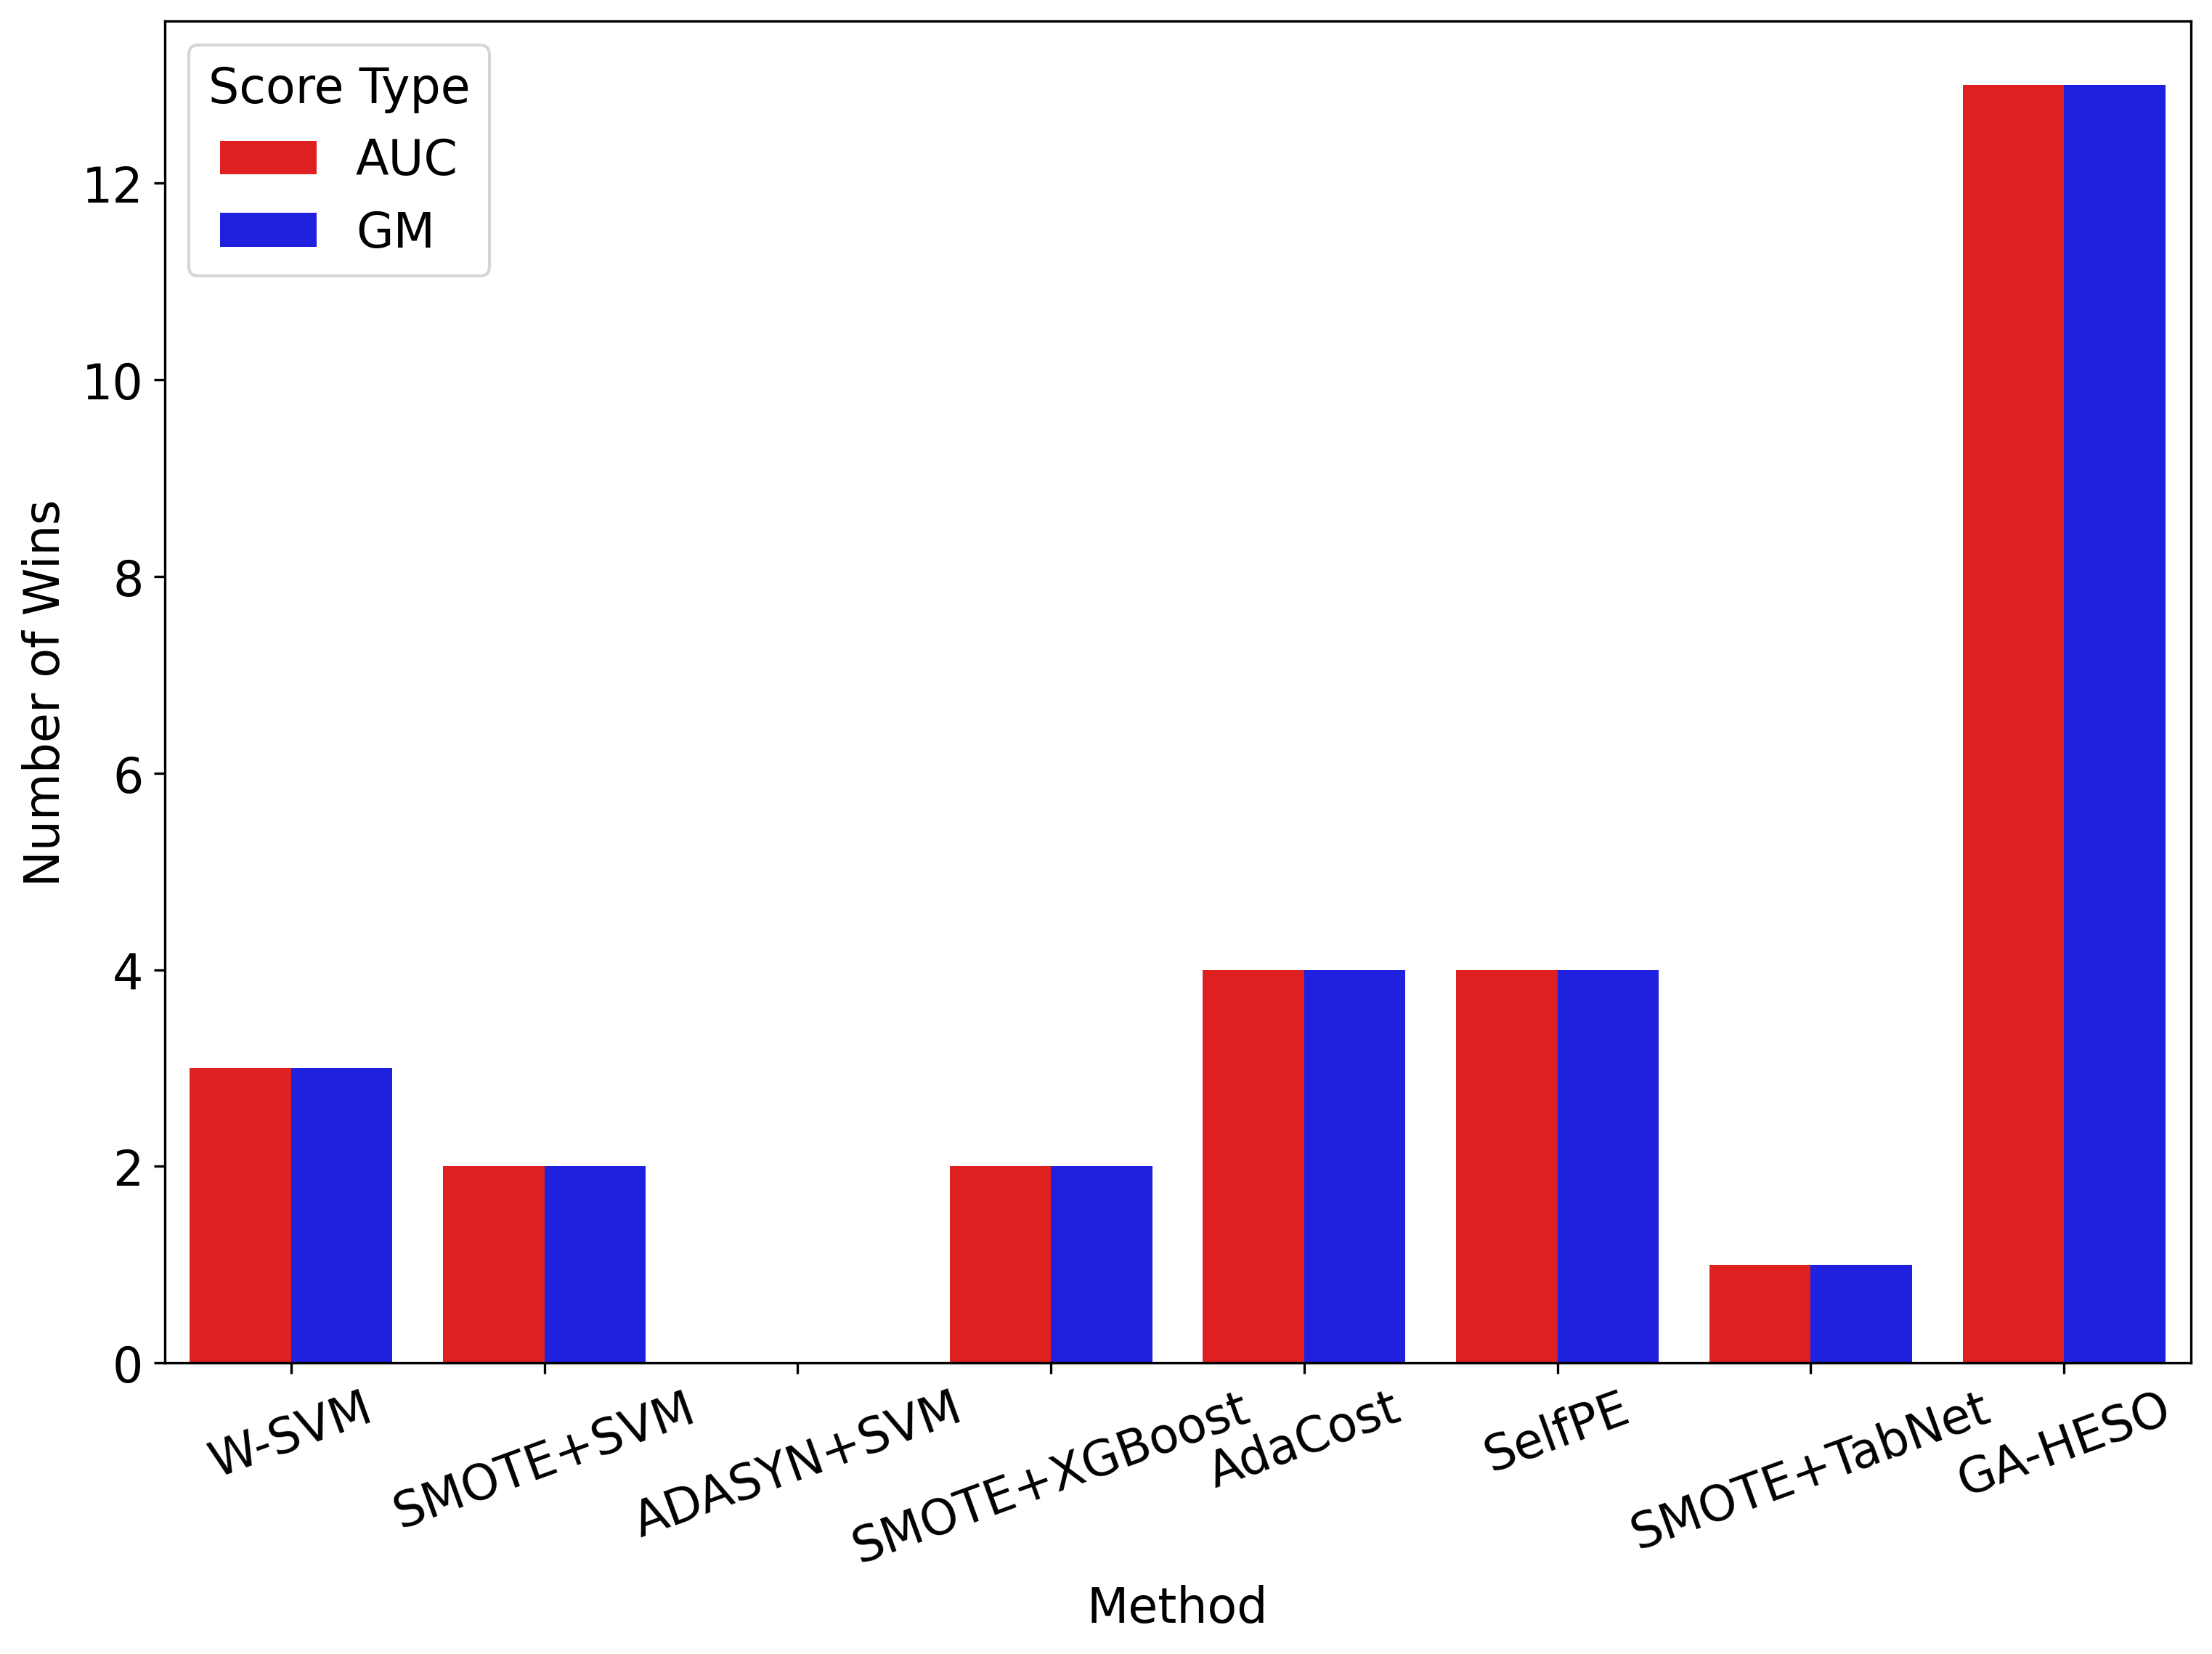 Score Type
AUC
GM
Number of Wins
12
10
8
6
4
2
0
W-SVM
SMOTE+SVM
ADASYN+SVM
SMOTE+XGBoost
AdaCost
SelfPE
SMOTE+TabNet
GA-HESO
Method